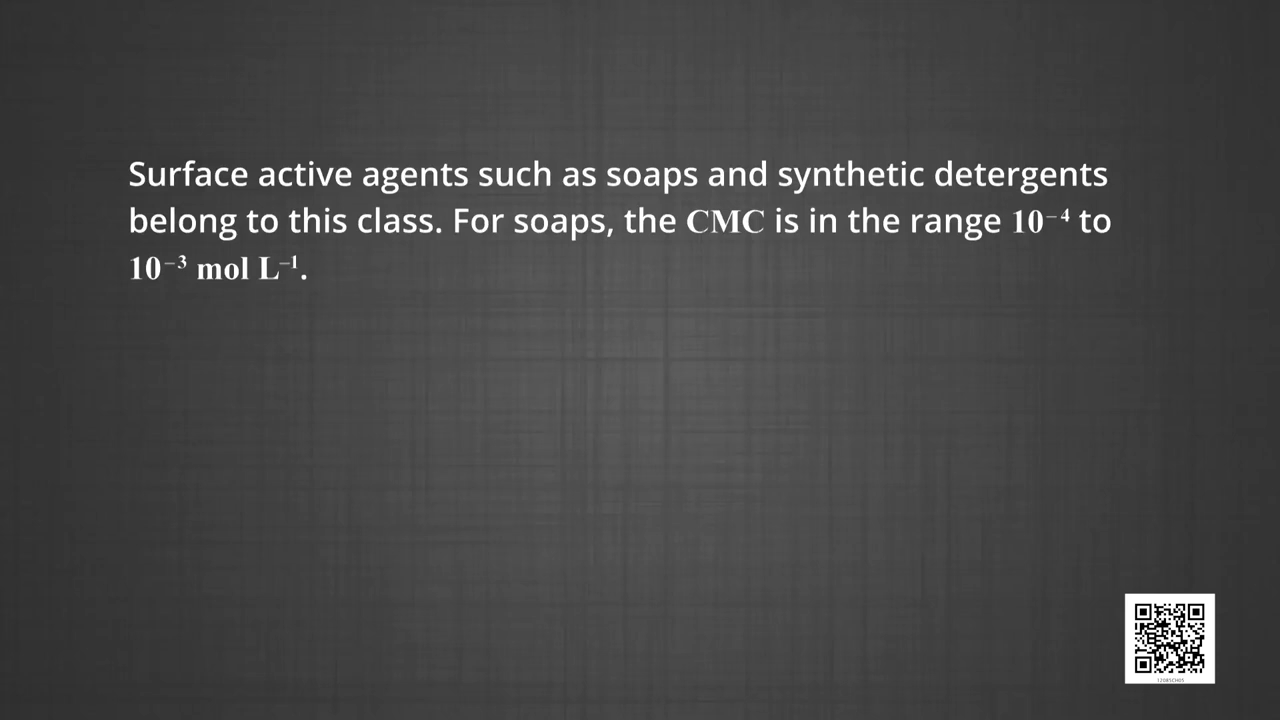 Surface active agents such as soaps and synthetic detergents
belong to this class. For soaps, the CMC is in the range 10⁻⁴ to
10⁻³ mol L⁻¹.